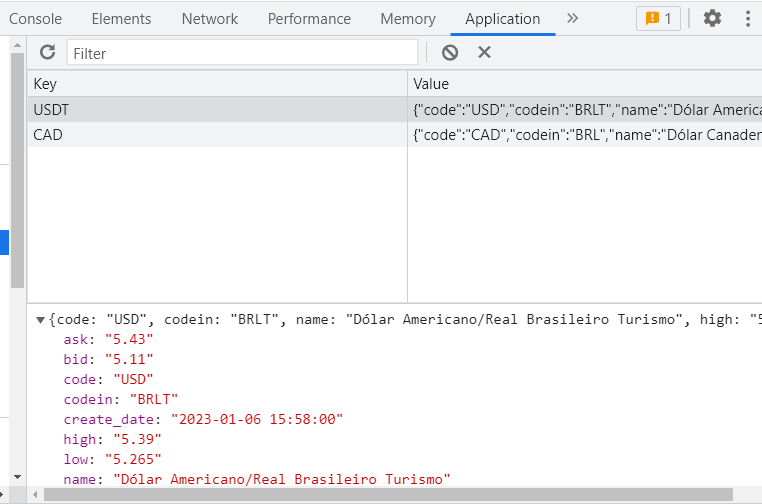 Console Elements Network Performance Memory Application 1
Filter
Key Value
USDT {"code":"USD","codein":"BRLT","name":"Dólar America
CAD {"code":"CAD","codein":"BRL","name":"Dólar Canaden
{code: "USD", codein: "BRLT", name: "Dólar Americano/Real Brasileiro Turismo", high: "5
ask: "5.43"
bid: "5.11"
code: "USD"
codein: "BRLT"
create_date: "2023-01-06 15:58:00"
high: "5.39"
low: "5.265"
name: "Dólar Americano/Real Brasileiro Turismo"